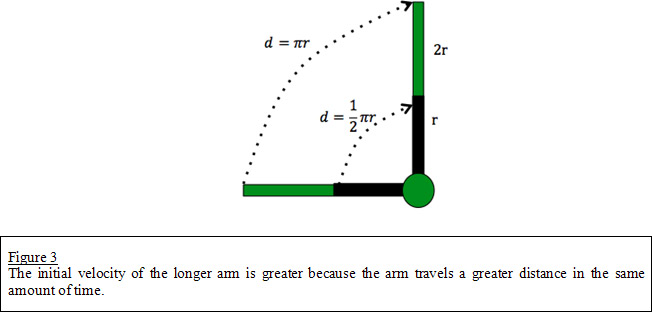 d = πr
2r
d = 1/2 πr
r
Figure 3
The initial velocity of the longer arm is greater because the arm travels a greater distance in the same
amount of time.